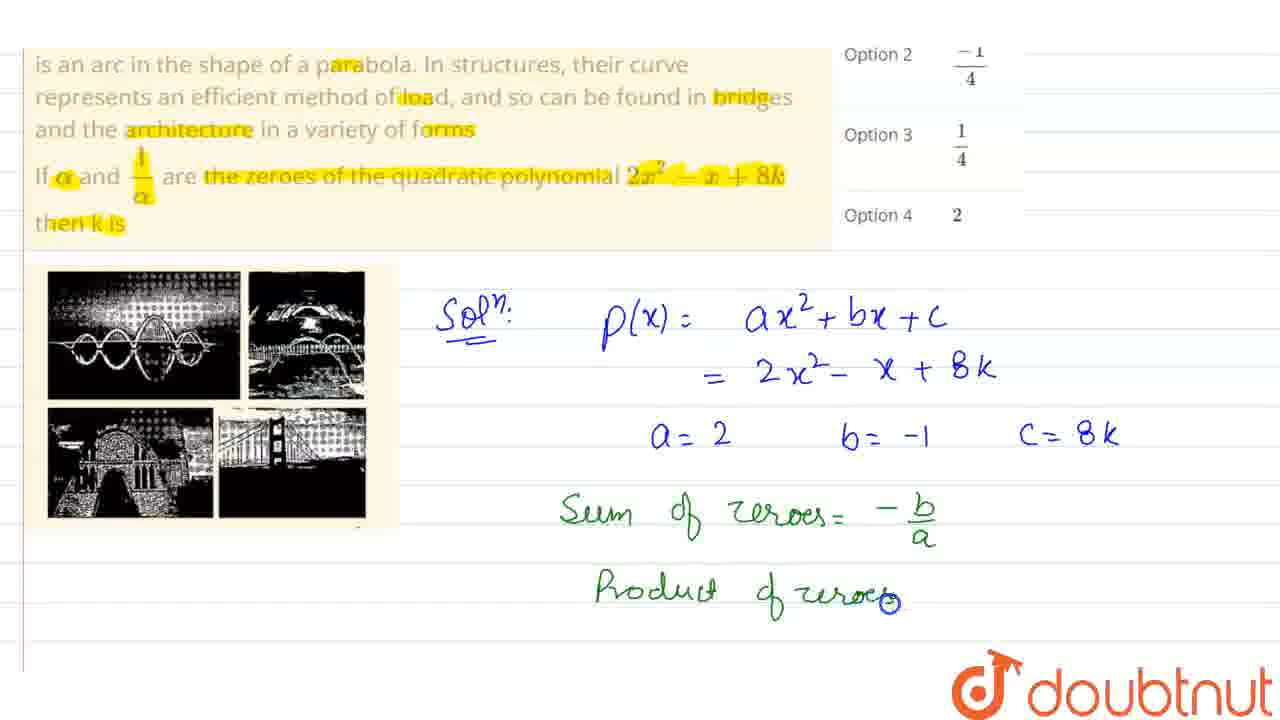 is an arc in the shape of a parabola. In structures, their curve
represents an efficient method of load, and so can be found in bridges
and the architecture in a variety of forms
If α and 1/α are the zeroes of the quadratic polynomial 2x² − x + 8k
then k is
Option 2 −1/4
Option 3 1/4
Option 4 2
Solⁿ: p(x) = ax² + bx + c
= 2x² − x + 8k
a = 2 b = −1 c = 8k
Sum of zeroes = −b/a
Product of zeroes
doubtnut